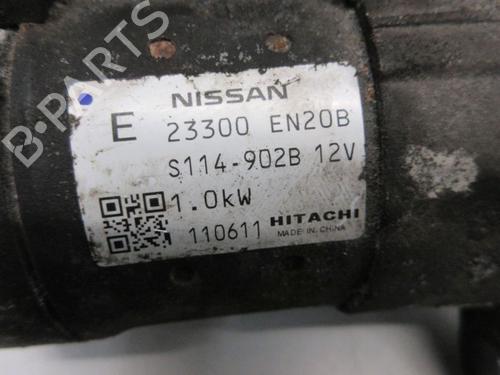 B-PARTS
NISSAN
E 23300 EN20B
S114-902B 12V
1.0kW
110611 HITACHI
MADE IN CHINA